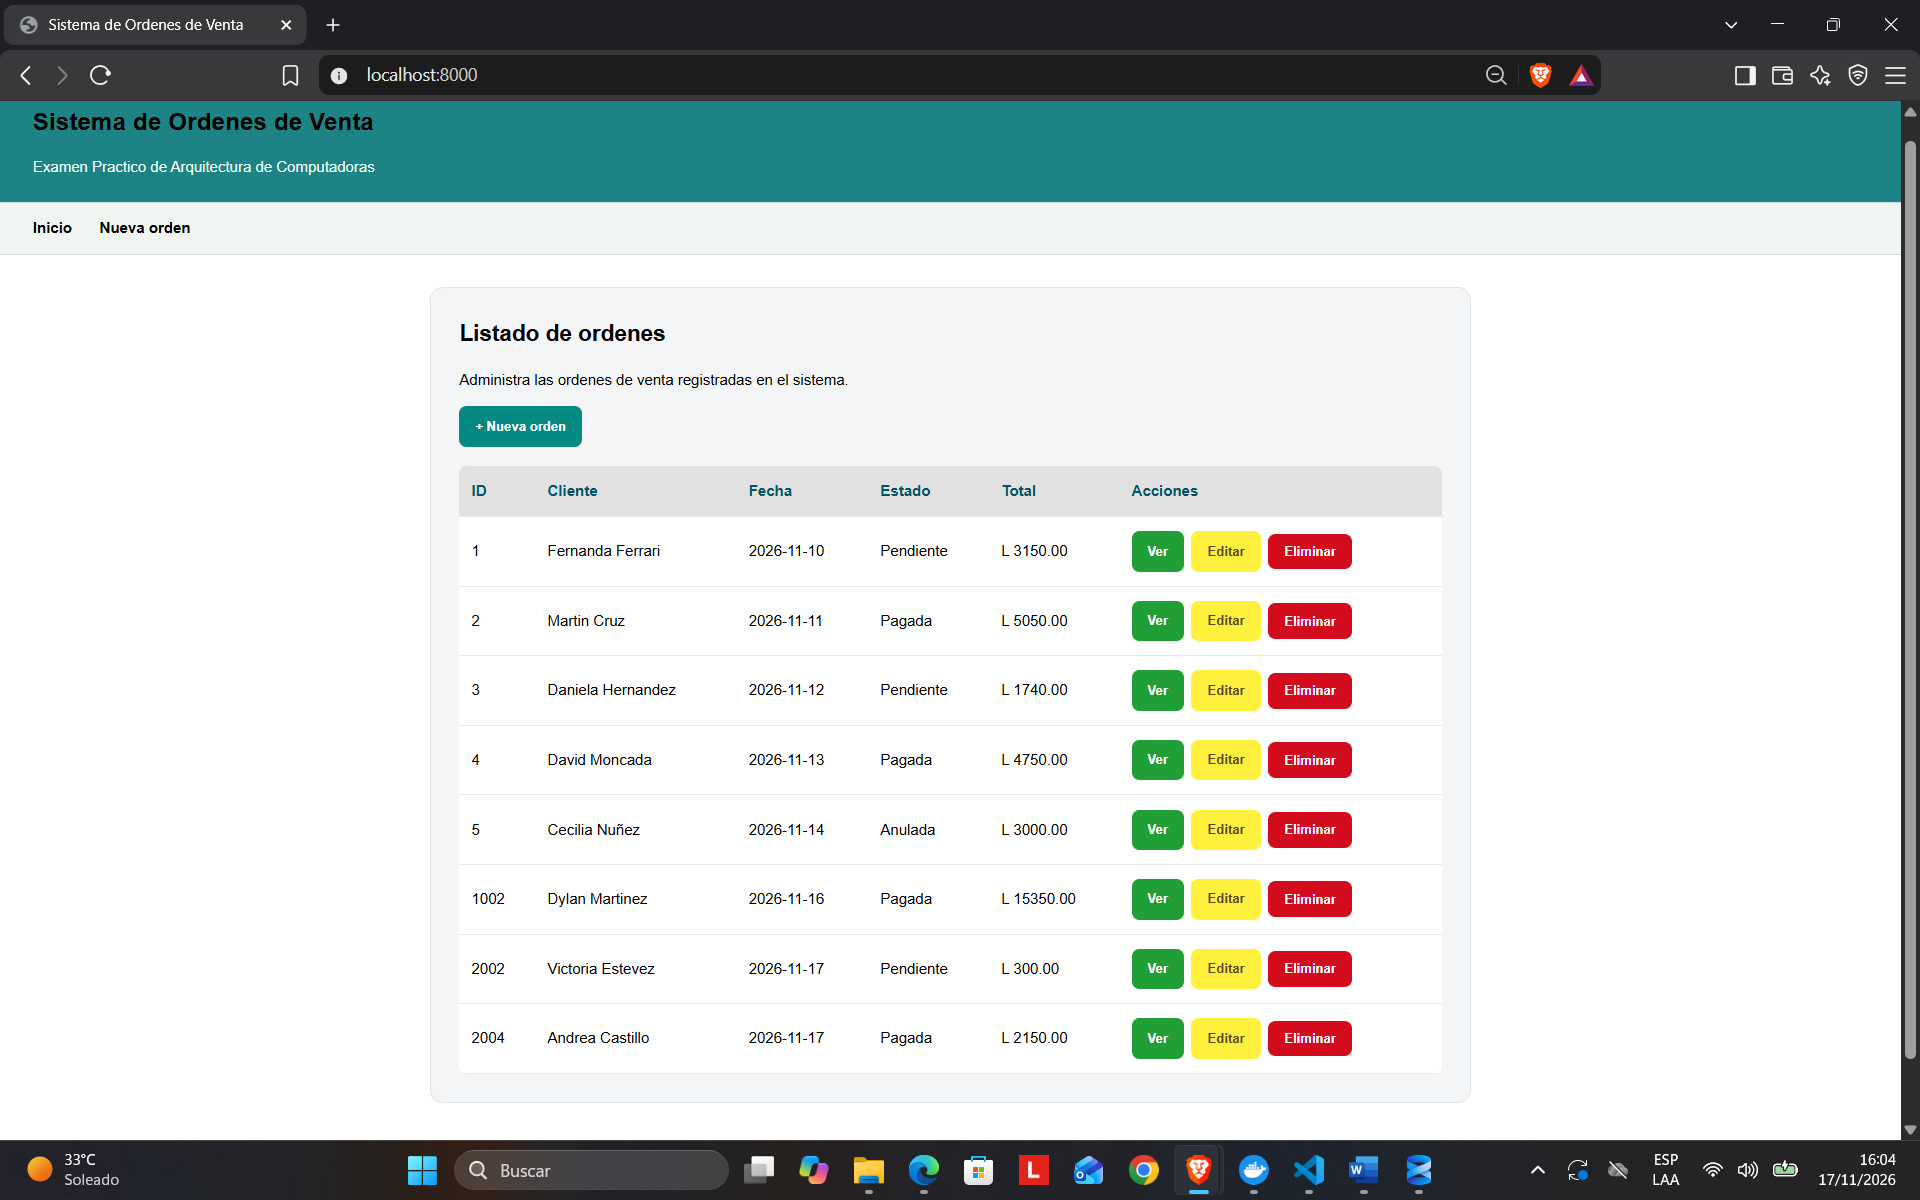 Sistema de Ordenes de Venta
localhost:8000
Sistema de Ordenes de Venta
Examen Practico de Arquitectura de Computadoras
Inicio Nueva orden
Listado de ordenes
Administra las ordenes de venta registradas en el sistema.
+ Nueva orden
ID Cliente Fecha Estado Total Acciones
1 Fernanda Ferrari 2026-11-10 Pendiente L 3150.00 Ver Editar Eliminar
2 Martin Cruz 2026-11-11 Pagada L 5050.00 Ver Editar Eliminar
3 Daniela Hernandez 2026-11-12 Pendiente L 1740.00 Ver Editar Eliminar
4 David Moncada 2026-11-13 Pagada L 4750.00 Ver Editar Eliminar
5 Cecilia Nuñez 2026-11-14 Anulada L 3000.00 Ver Editar Eliminar
1002 Dylan Martinez 2026-11-16 Pagada L 15350.00 Ver Editar Eliminar
2002 Victoria Estevez 2026-11-17 Pendiente L 300.00 Ver Editar Eliminar
2004 Andrea Castillo 2026-11-17 Pagada L 2150.00 Ver Editar Eliminar
33°C
Soleado
Buscar
ESP
LAA
16:04
17/11/2026